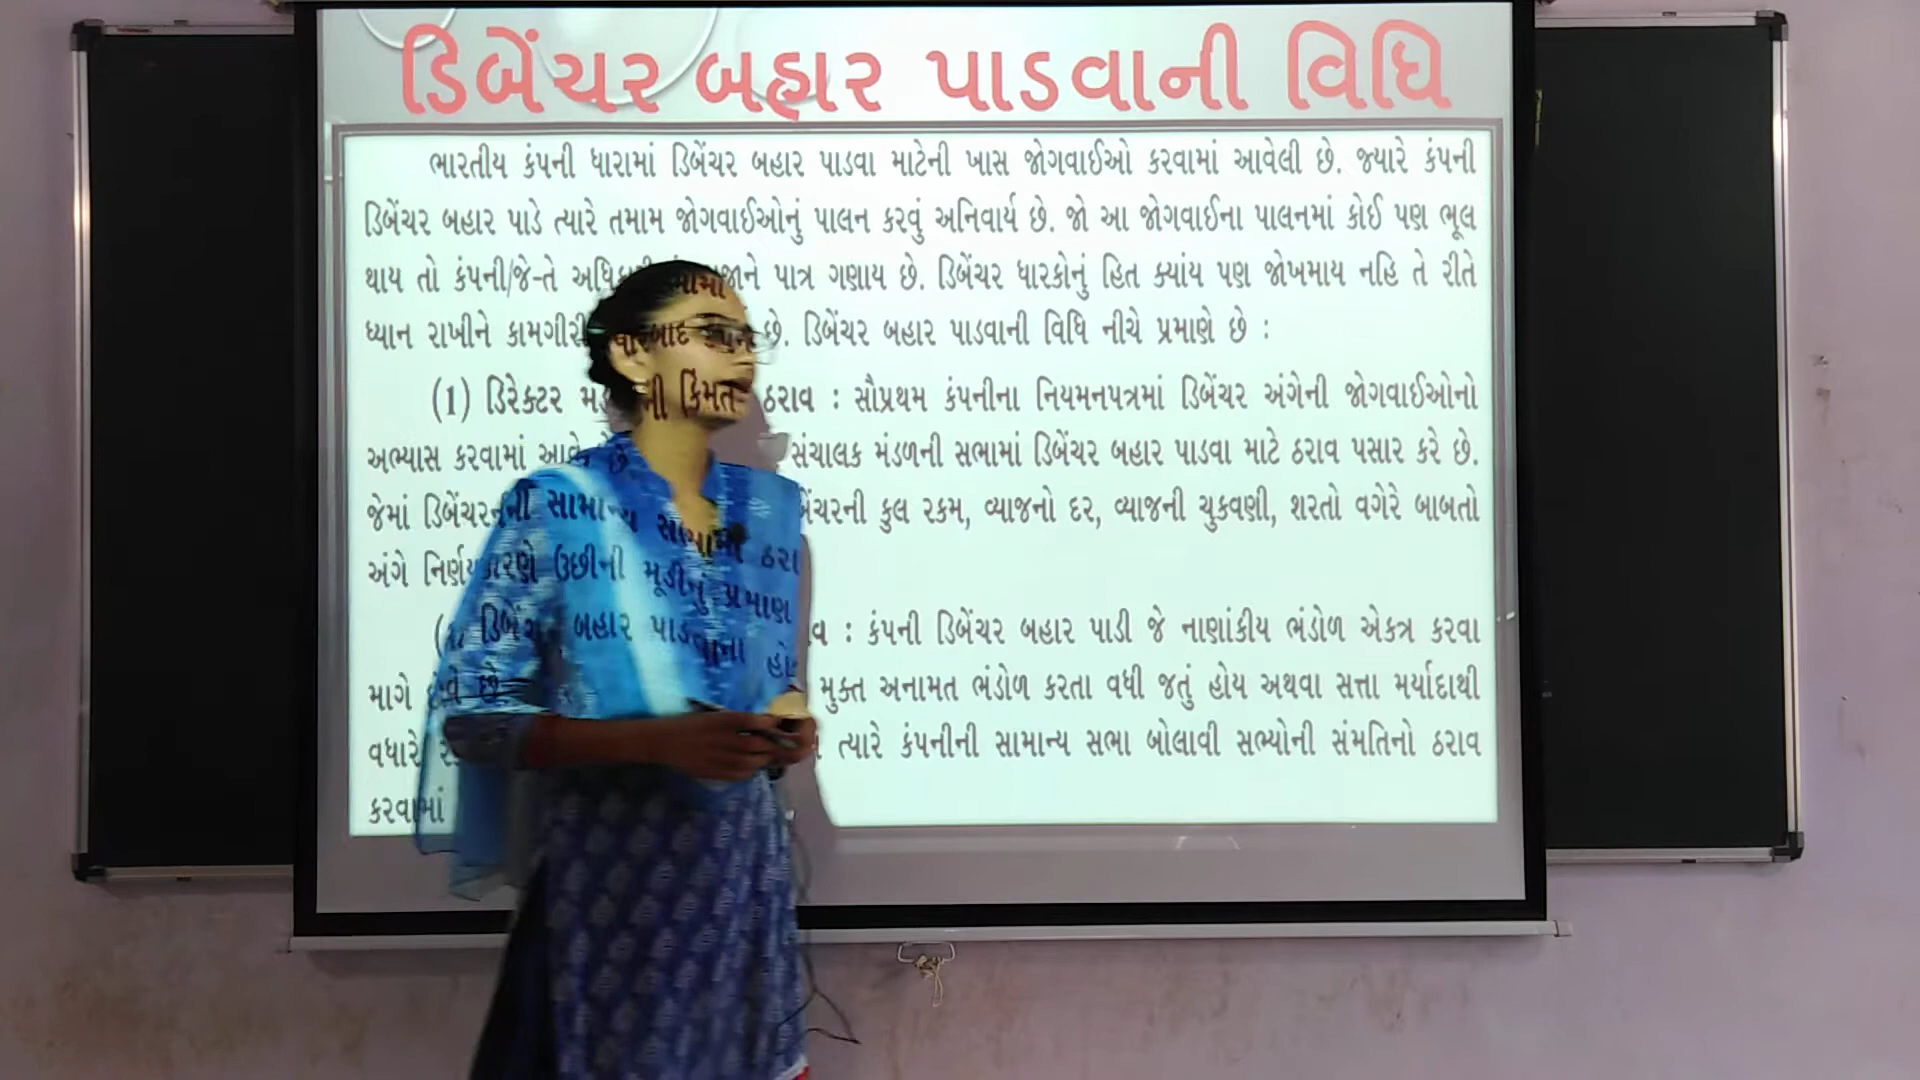 ડિબેંચર બહાર પાડવાની વિધિ
ભારતીય કંપની ધારામાં ડિબેંચર બહાર પાડવા માટેની ખાસ જોગવાઈઓ કરવામાં આવેલી છે. જ્યારે કંપની
ડિબેંચર બહાર પાડે ત્યારે તમામ જોગવાઈઓનું પાલન કરવું અનિવાર્ય છે. જો આ જોગવાઈના પાલનમાં કોઈ પણ ભૂલ
થાય તો કંપની/જે-તે પાત્ર ગણાય છે. ડિબેંચર ધારકોનું હિત ક્યાંય પણ જોખમાય નહિ તે રીતે
ધ્યાન રાખીને કામગીરી છે. ડિબેંચર બહાર પાડવાની વિધિ નીચે પ્રમાણે છે :
(1) ડિરેક્ટર ઠરાવ : સૌપ્રથમ કંપનીના નિયમનપત્રમાં ડિબેંચર અંગેની જોગવાઈઓનો
અભ્યાસ કરવામાં સંચાલક મંડળની સભામાં ડિબેંચર બહાર પાડવા માટે ઠરાવ પસાર કરે છે.
જેમાં કુલ રકમ, વ્યાજનો દર, વ્યાજની ચુકવણી, શરતો વગેરે બાબતો
અંગે
: કંપની ડિબેંચર બહાર પાડી જે નાણાંકીય ભંડોળ એકત્ર કરવા
માગે મુક્ત અનામત ભંડોળ કરતા વધી જતું હોય અથવા સત્તા મર્યાદાથી
વધારે ત્યારે કંપનીની સામાન્ય સભા બોલાવી સભ્યોની સંમતિનો ઠરાવ
કરવામાં